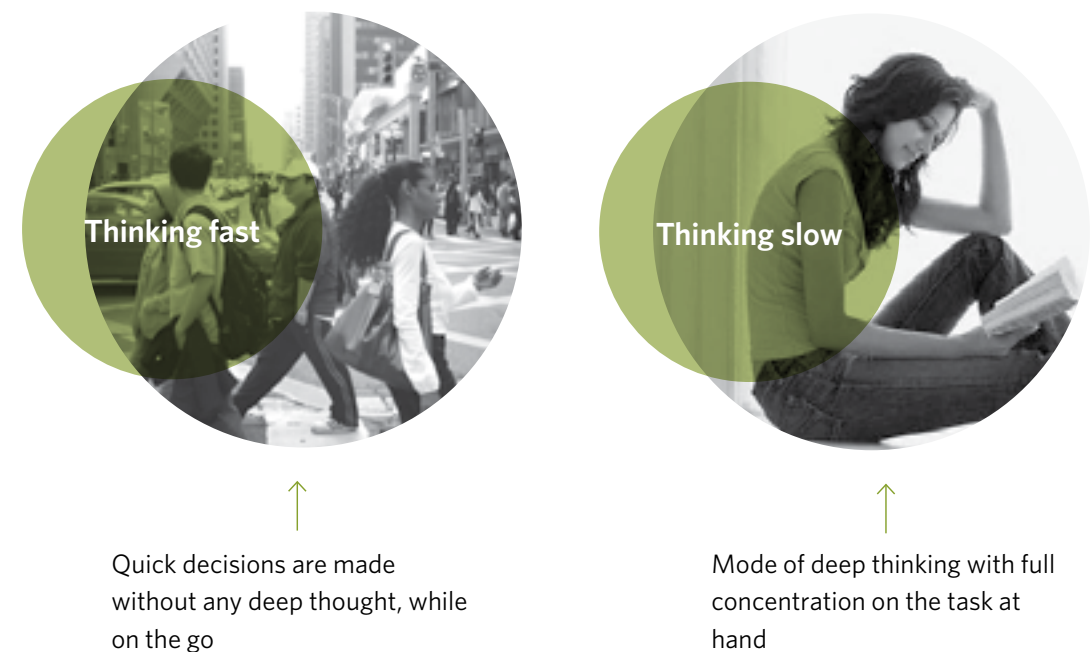 Thinking fast
Quick decisions are made
without any deep thought, while
on the go
Thinking slow
Mode of deep thinking with full
concentration on the task at
hand